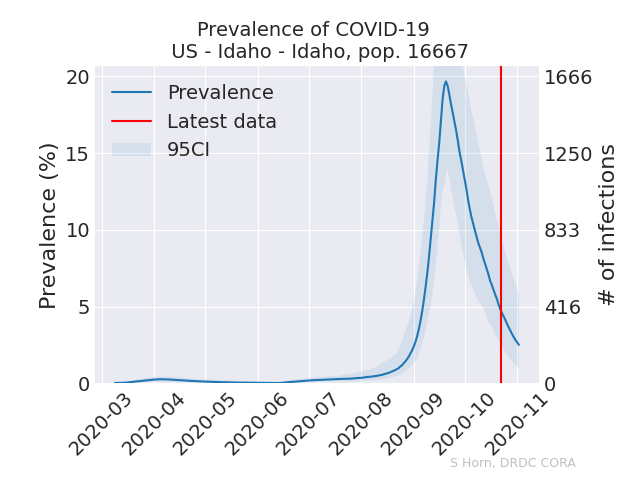 Prevalence of COVID-19
US - Idaho - Idaho, pop. 16667
Prevalence
Latest data
95CI
Prevalence (%)
20
15
10
5
0
1666
1250
833
416
0
# of infections
2020-03
2020-04
2020-05
2020-06
2020-07
2020-08
2020-09
2020-10
2020-11
S Horn, DRDC CORA